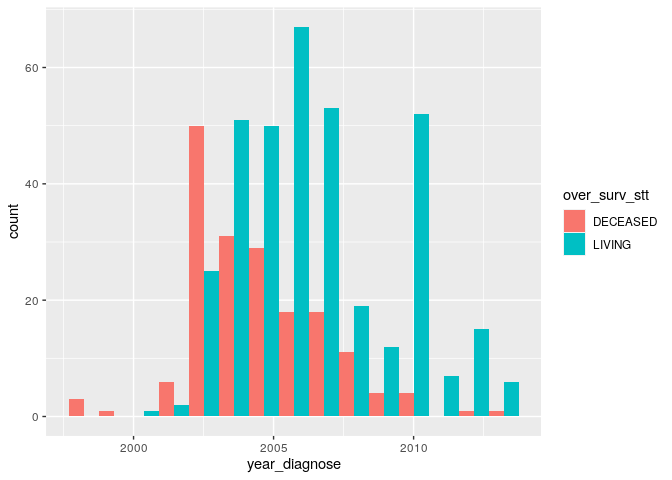 60
40
20
0
count
2000 2005 2010
year_diagnose
over_surv_stt
DECEASED
LIVING